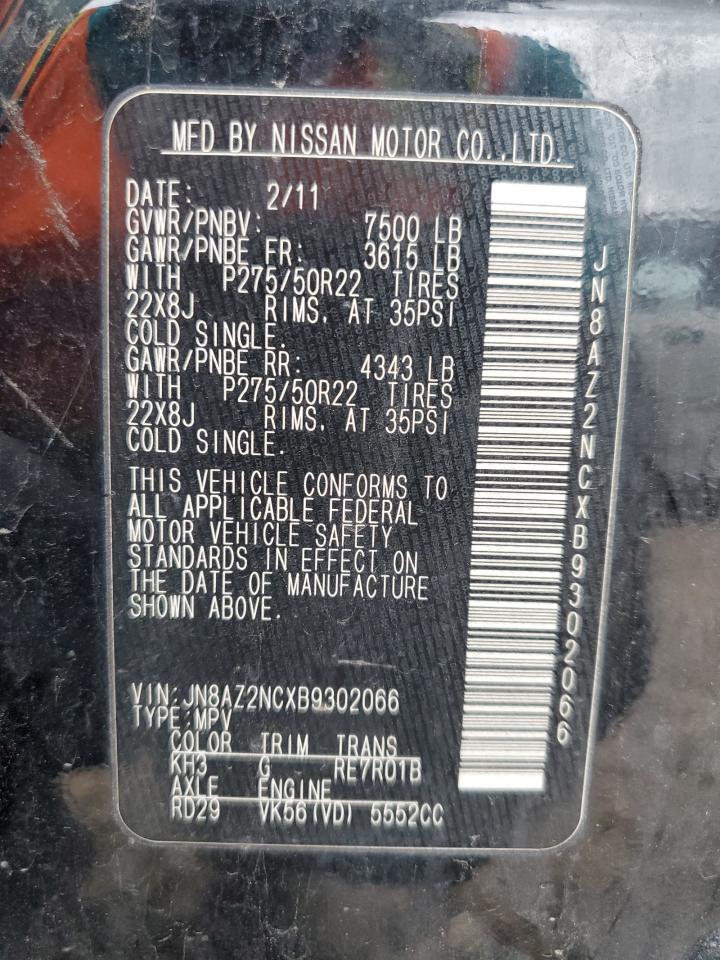 MFD BY NISSAN MOTOR CO.,LTD.
DATE: 2/11
GVWR/PNBV: 7500 LB
GAWR/PNBE FR: 3615 LB
WITH P275/50R22 TIRES
22X8J RIMS, AT 35PSI
COLD SINGLE.
GAWR/PNBE RR: 4343 LB
WITH P275/50R22 TIRES
22X8J RIMS, AT 35PSI
COLD SINGLE.
THIS VEHICLE CONFORMS TO
ALL APPLICABLE FEDERAL
MOTOR VEHICLE SAFETY
STANDARDS IN EFFECT ON
THE DATE OF MANUFACTURE
SHOWN ABOVE.
VIN:JN8AZ2NCXB9302066
TYPE:MPV
COLOR TRIM TRANS
KH3 G RE7R01B
AXLE ENGINE
RD29 VK56(VD) 5552CC
JN8AZ2NCXB9302066